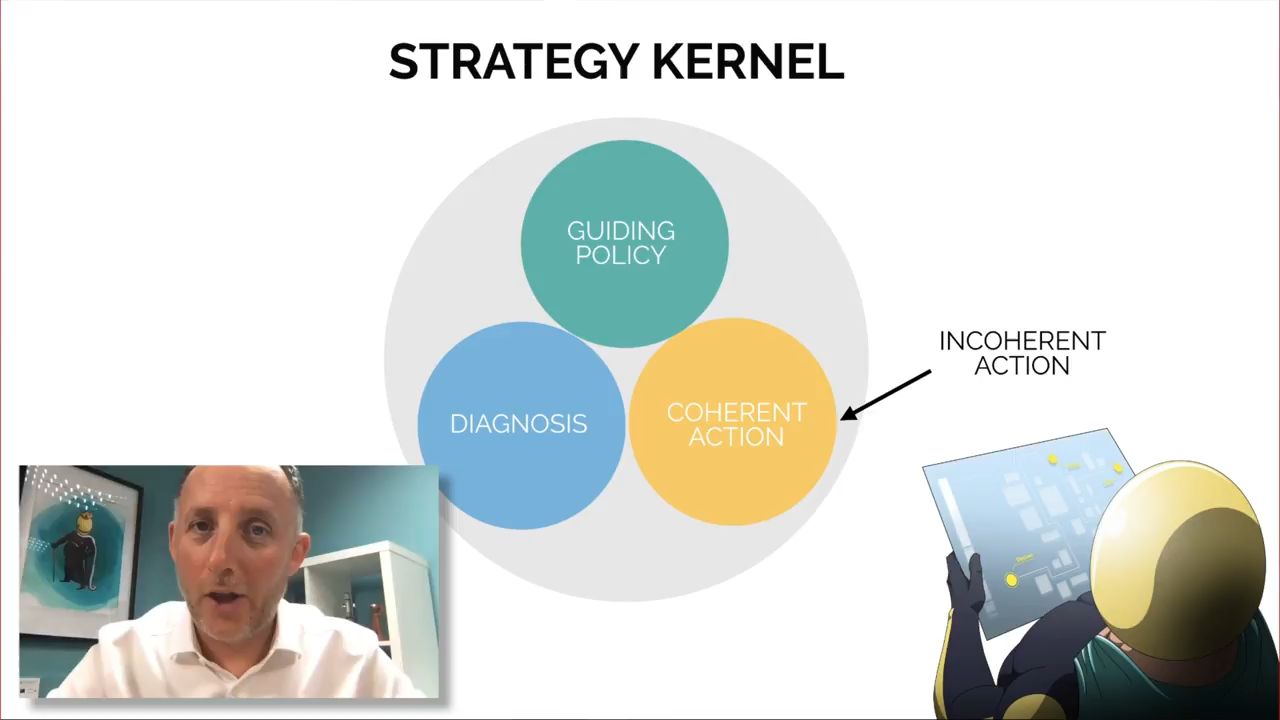 STRATEGY KERNEL
GUIDING
POLICY
INCOHERENT
ACTION
DIAGNOSIS
COHERENT
ACTION